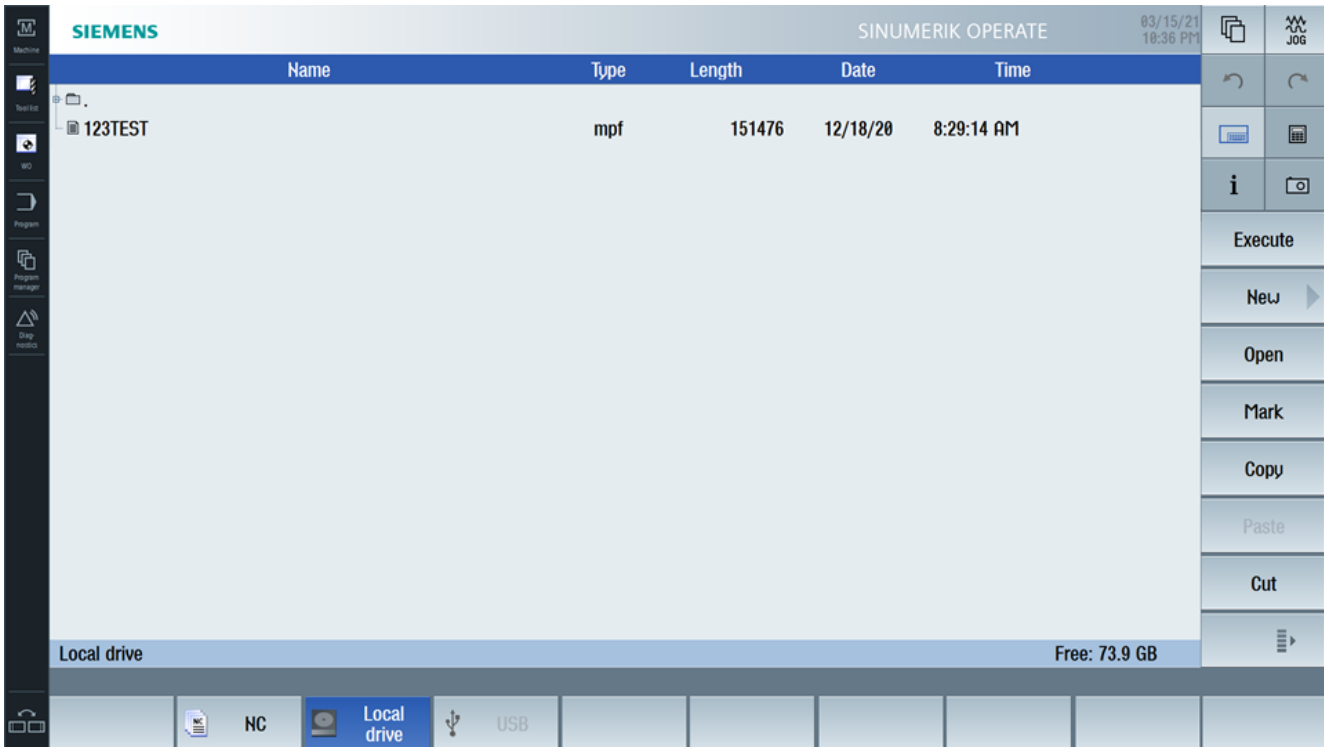 M
Machine
SIEMENS
SINUMERIK OPERATE
03/15/21
10:36 PM
JOG
Name Type Length Date Time
Tool list
.
123TEST mpf 151476 12/18/20 8:29:14 AM
WO
i
Program
Execute
Program
manager
New
Diag-
nostics
Open
Mark
Copy
Paste
Cut
Local drive Free: 73.9 GB
NC NC
Local
drive
USB